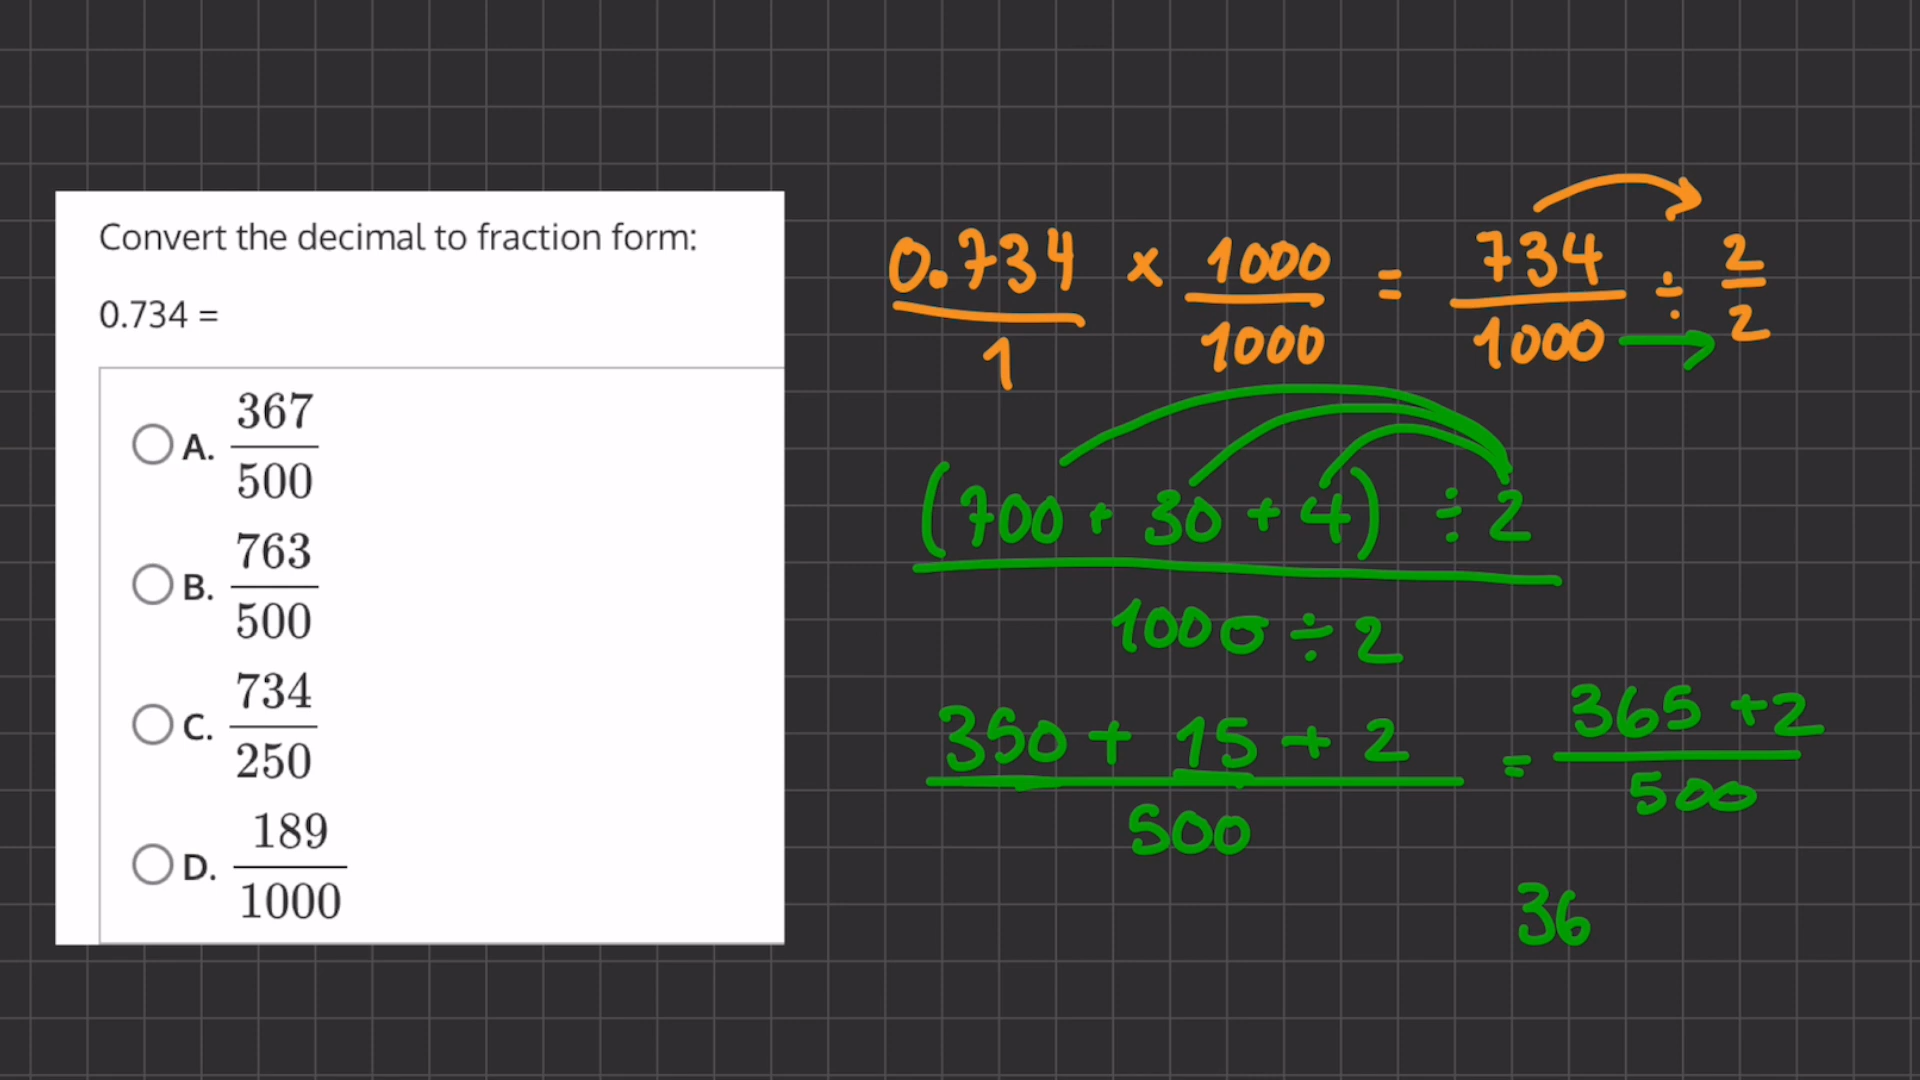 Convert the decimal to fraction form:
0.734 =
A. 367/500
B. 763/500
C. 734/250
D. 189/1000
0.734/1 × 1000/1000 = 734/1000 ÷ 2/2
(700 + 30 + 4) ÷ 2
1000 ÷ 2
350 + 15 + 2
500
= 365 + 2
500
36